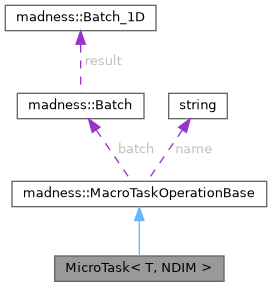 madness::Batch_1D
result
madness::Batch
string
batch
name
madness::MacroTaskOperationBase
MicroTask< T, NDIM >